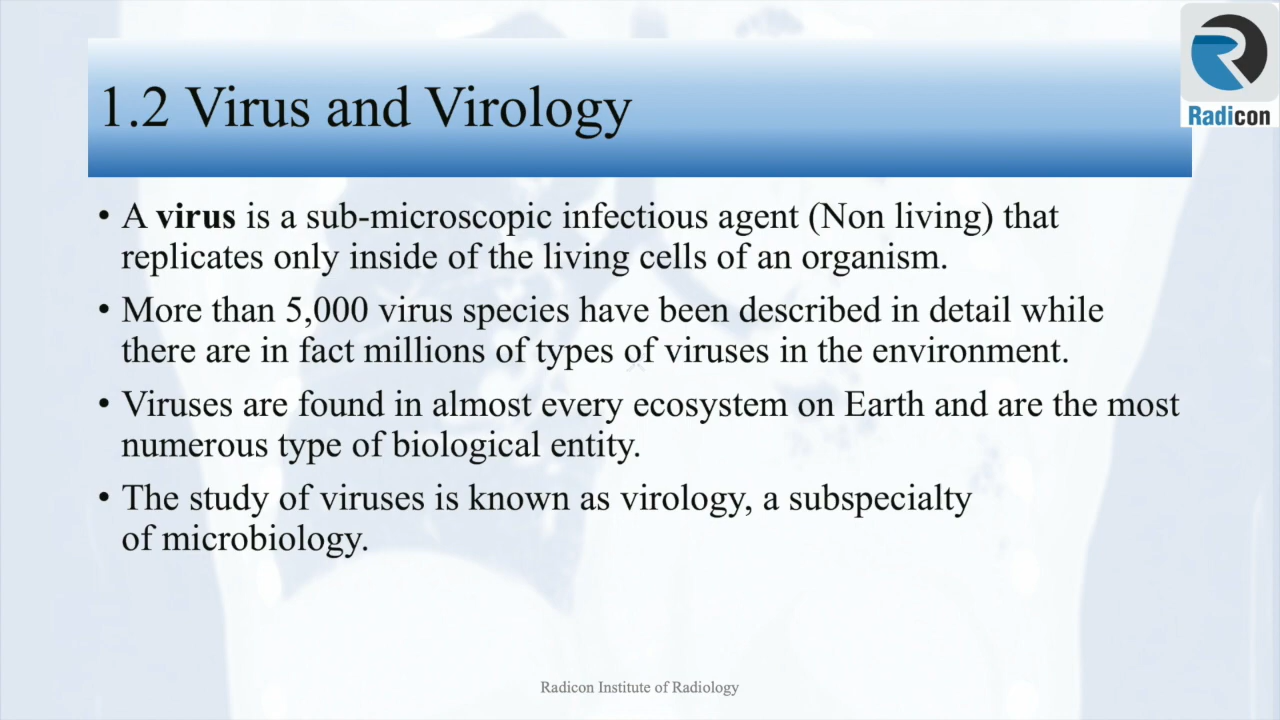 Radicon
1.2 Virus and Virology
• A virus is a sub-microscopic infectious agent (Non living) that
replicates only inside of the living cells of an organism.
• More than 5,000 virus species have been described in detail while
there are in fact millions of types of viruses in the environment.
• Viruses are found in almost every ecosystem on Earth and are the most
numerous type of biological entity.
• The study of viruses is known as virology, a subspecialty
of microbiology.
Radicon Institute of Radiology